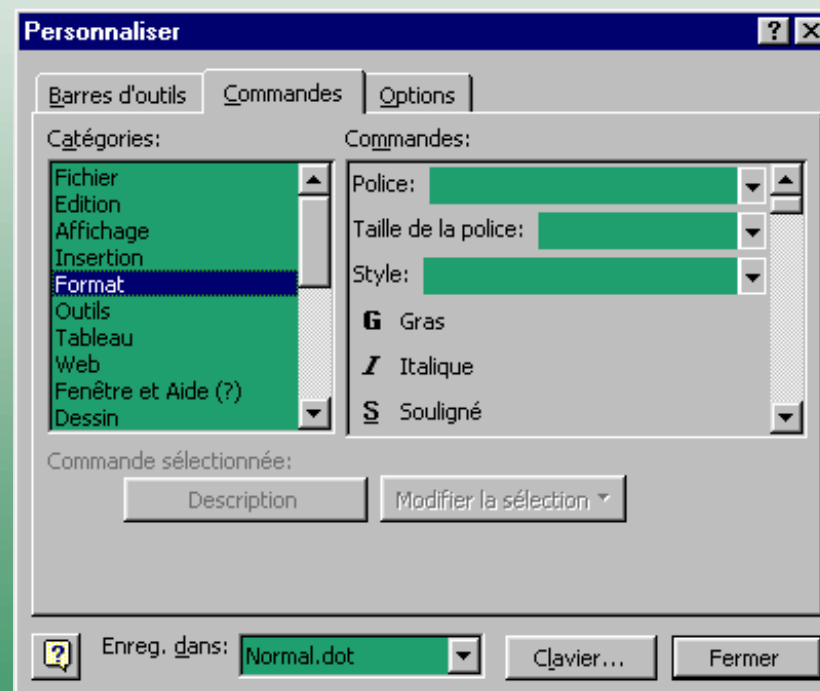 Personnaliser
Barres d'outils Commandes Options
Catégories: Commandes:
Fichier
Edition
Affichage
Insertion
Format
Outils
Tableau
Web
Fenêtre et Aide (?)
Dessin
Police:
Taille de la police:
Style:
G Gras
I Italique
S Souligné
Commande sélectionnée:
Description Modifier la sélection
Enreg. dans: Normal.dot Clavier... Fermer